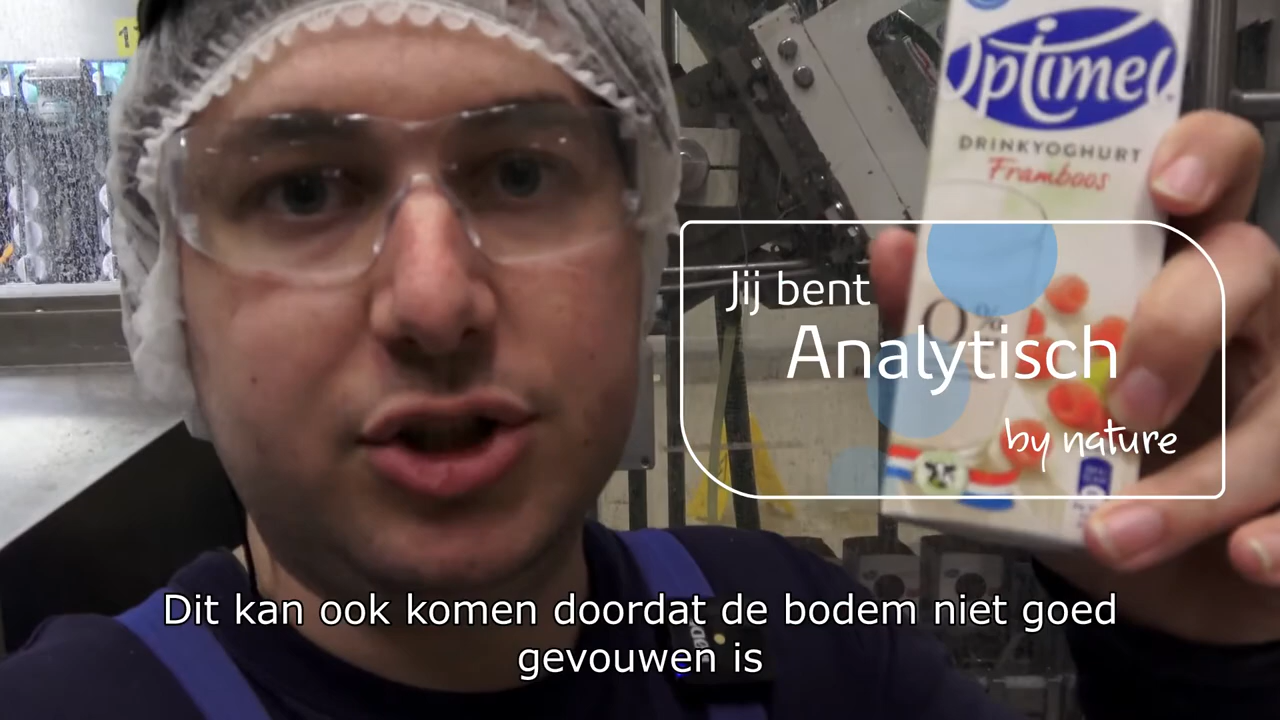 Optimel
DRINKYOGHURT
Framboos
0%
Jij bent
Analytisch
by nature
Dit kan ook komen doordat de bodem niet goed
gevouwen is